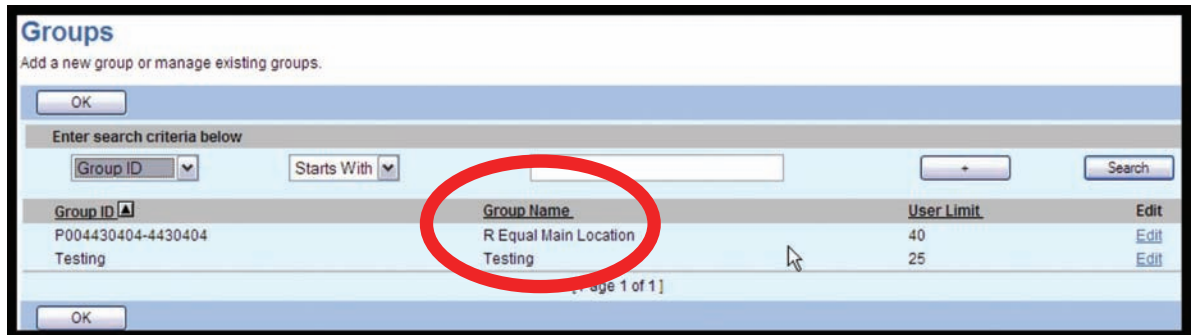 Groups
Add a new group or manage existing groups.
OK
Enter search criteria below
Group ID Starts With + Search
Group ID Group Name User Limit Edit
P004430404-4430404 R Equal Main Location 40 Edit
Testing Testing 25 Edit
[ Page 1 of 1 ]
OK